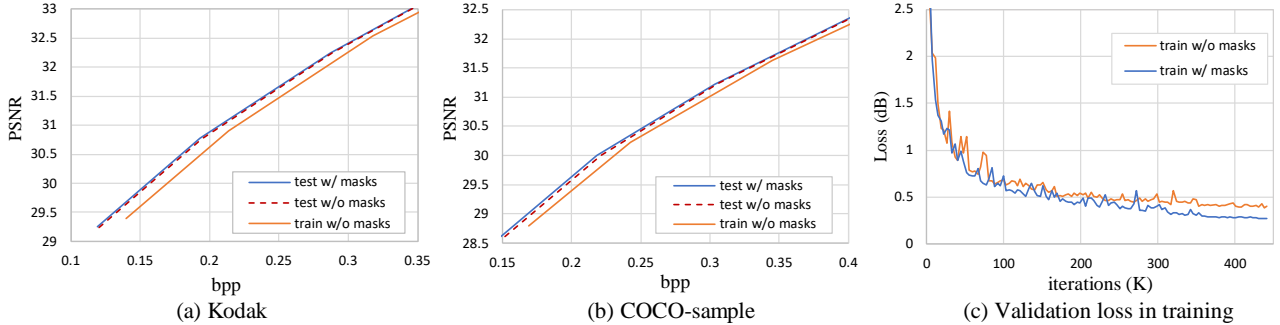 33
32.5
32
31.5
31
30.5
30
29.5
29
PSNR
test w/ masks
test w/o masks
train w/o masks
0.1 0.15 0.2 0.25 0.3 0.35
bpp
(a) Kodak
33
32.5
32
31.5
31
30.5
30
29.5
29
28.5
PSNR
test w/ masks
test w/o masks
train w/o masks
0.15 0.2 0.25 0.3 0.35 0.4
bpp
(b) COCO-sample
2.5
2
1.5
1
0.5
0
Loss (dB)
train w/o masks
train w/ masks
0 100 200 300 400
iterations (K)
(c) Validation loss in training